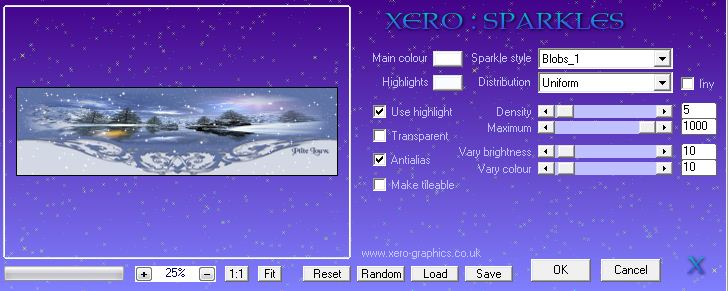 XERO : SPARKLES
Main colour
Sparkle style
Blobs_1
Highlights
Distribution
Uniform
Inv
Use highlight
Density
5
Transparent
Maximum
1000
Antialias
Vary brightness
10
Vary colour
10
Make tileable
www.xero-graphics.co.uk
+
25%
−
1:1
Fit
Reset
Random
Load
Save
OK
Cancel
X